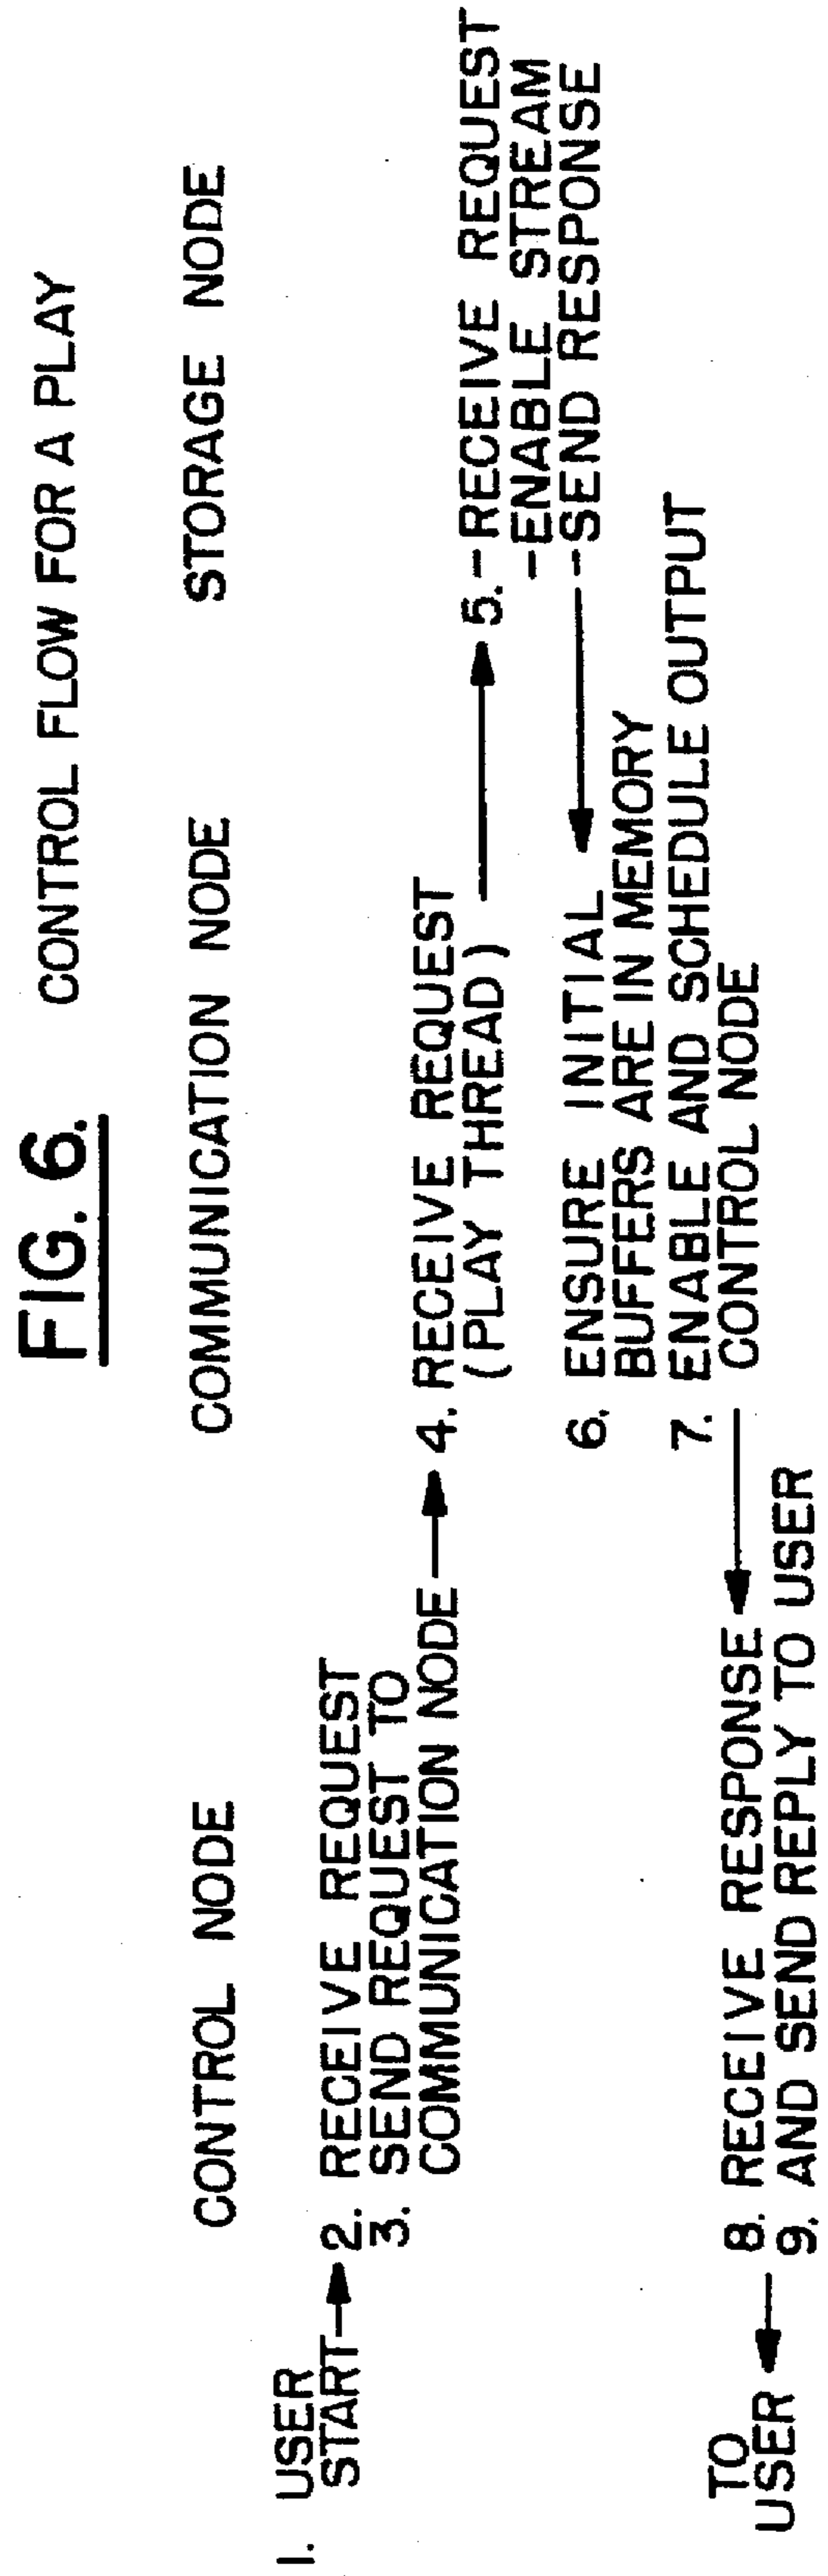 FIG. 6.
CONTROL FLOW FOR A PLAY
CONTROL NODE
COMMUNICATION NODE
STORAGE NODE
1. USER
START
2. RECEIVE REQUEST
3. SEND REQUEST TO
COMMUNICATION NODE
4. RECEIVE REQUEST
(PLAY THREAD)
5. - RECEIVE REQUEST
- ENABLE STREAM
- SEND RESPONSE
6. ENSURE INITIAL
BUFFERS ARE IN MEMORY
7. ENABLE AND SCHEDULE OUTPUT
CONTROL NODE
8. RECEIVE RESPONSE
9. AND SEND REPLY TO USER
TO
USER